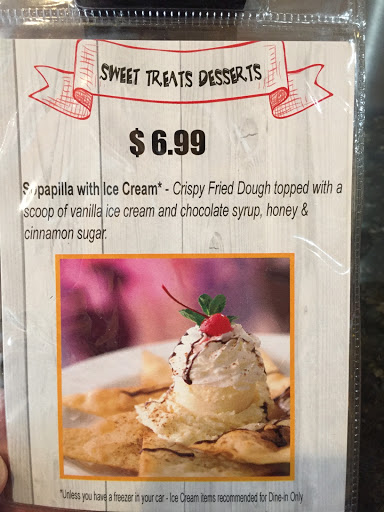 SWEET TREATS DESSERTS
$ 6.99
Sopapilla with Ice Cream* - Crispy Fried Dough topped with a
scoop of vanilla ice cream and chocolate syrup, honey &
cinnamon sugar.
*Unless you have a freezer in your car - Ice Cream items recommended for Dine-in Only